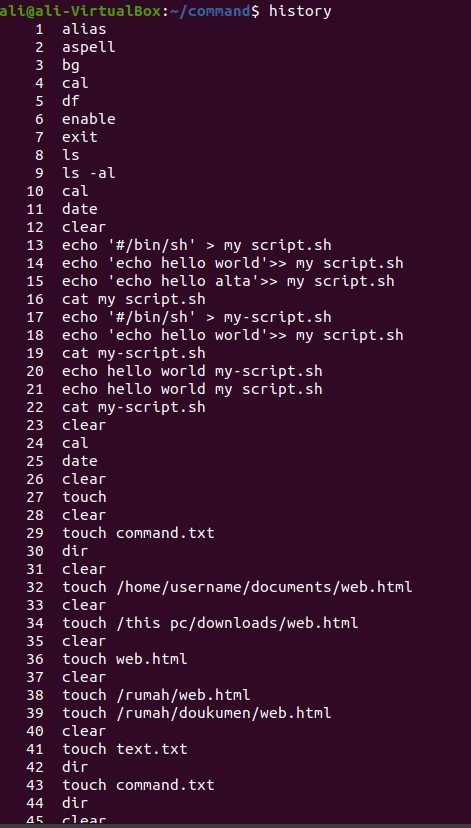 ali@ali-VirtualBox:~/command$ history
1 alias
2 aspell
3 bg
4 cal
5 df
6 enable
7 exit
8 ls
9 ls -al
10 cal
11 date
12 clear
13 echo '#/bin/sh' > my script.sh
14 echo 'echo hello world'>> my script.sh
15 echo 'echo hello alta'>> my script.sh
16 cat my script.sh
17 echo '#/bin/sh' > my-script.sh
18 echo 'echo hello world'>> my script.sh
19 cat my-script.sh
20 echo hello world my-script.sh
21 echo hello world my script.sh
22 cat my-script.sh
23 clear
24 cal
25 date
26 clear
27 touch
28 clear
29 touch command.txt
30 dir
31 clear
32 touch /home/username/documents/web.html
33 clear
34 touch /this pc/downloads/web.html
35 clear
36 touch web.html
37 clear
38 touch /rumah/web.html
39 touch /rumah/doukumen/web.html
40 clear
41 touch text.txt
42 dir
43 touch command.txt
44 dir
45 clear